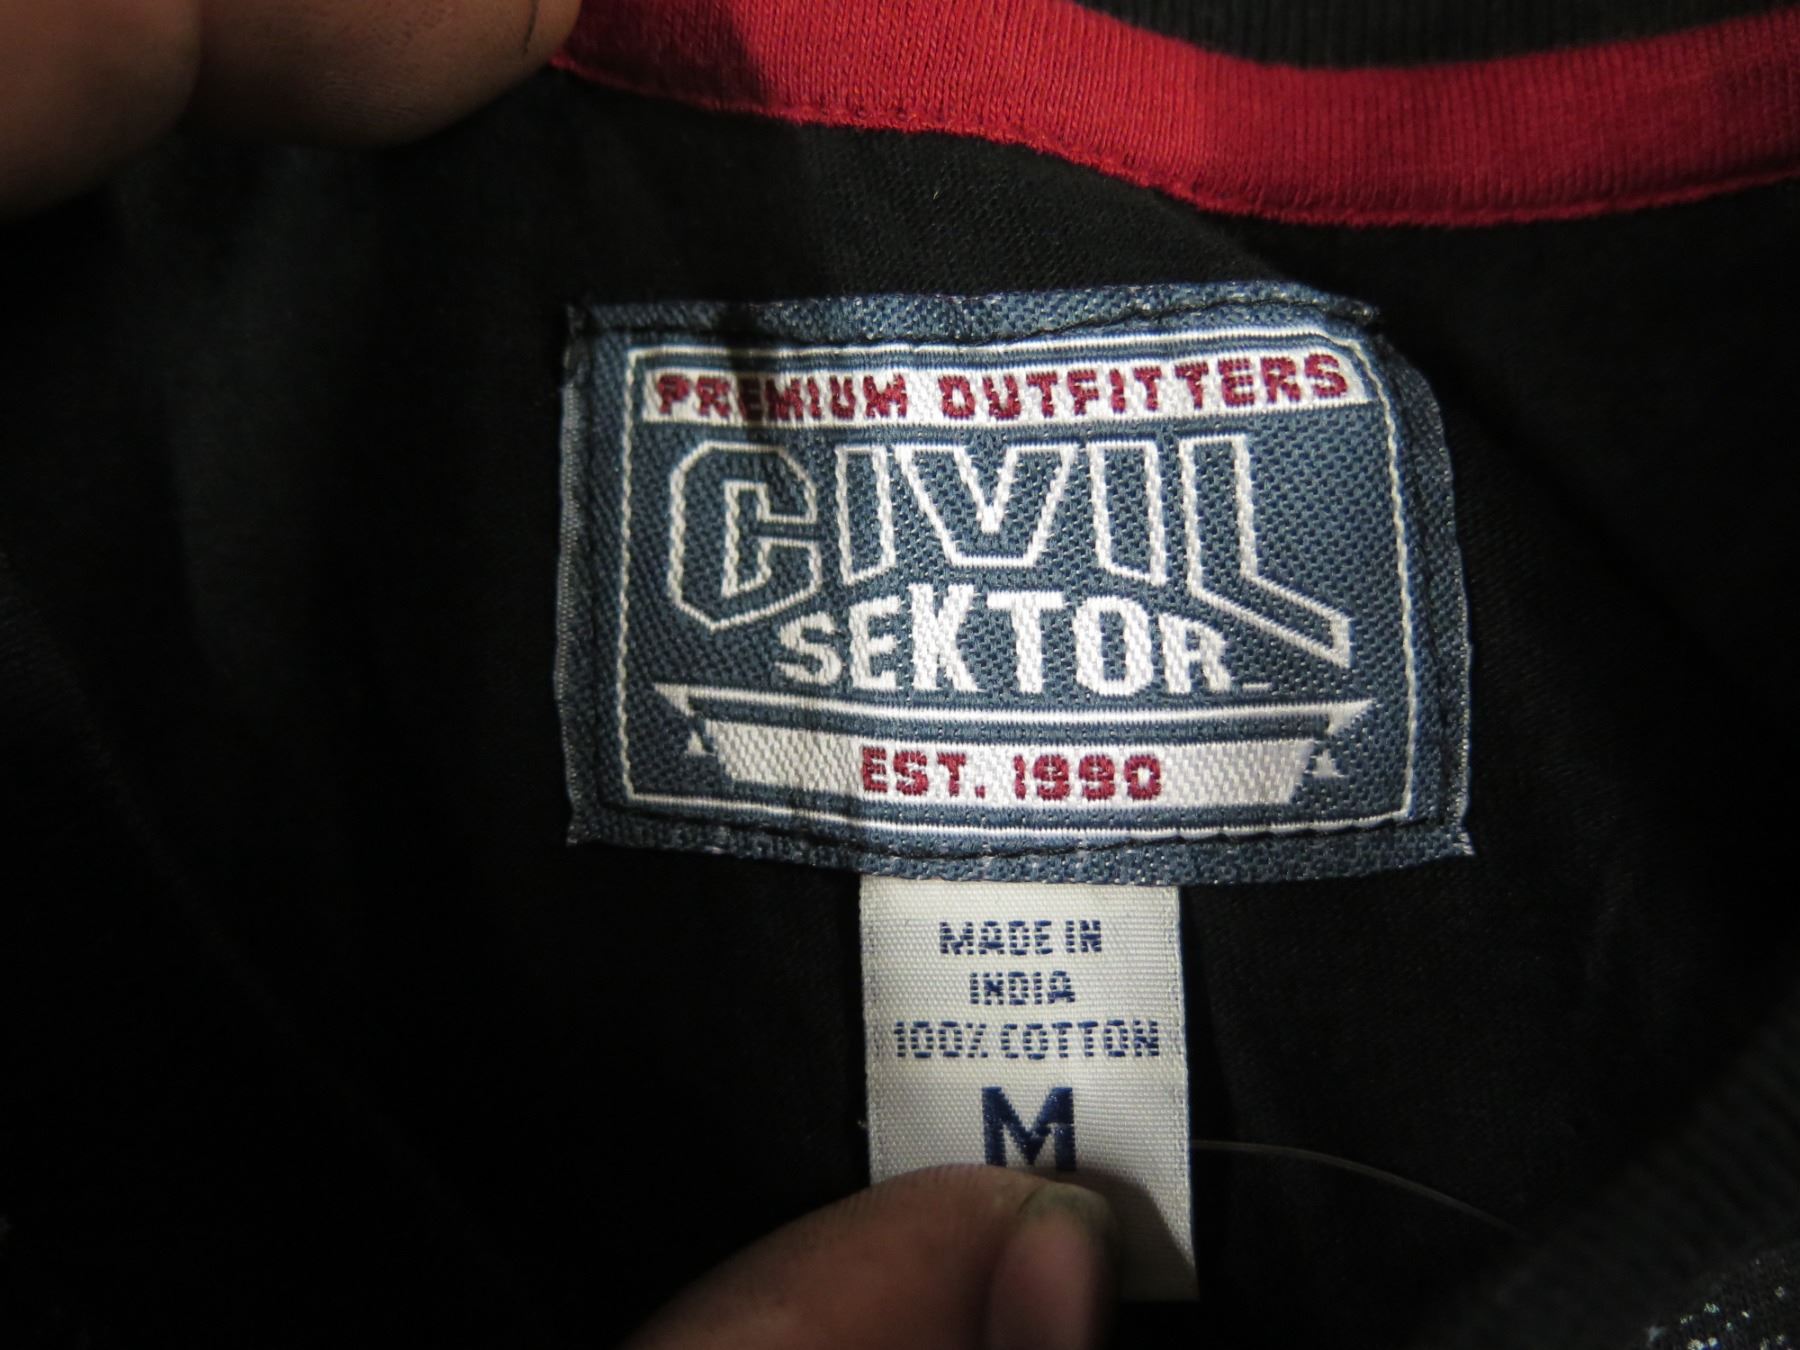 PREMIUM OUTFITTERS
CIVIL
SEKTOR
EST. 1990
MADE IN
INDIA
100% COTTON
M